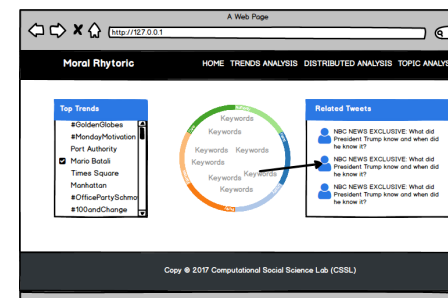 A Web Page
http://127.0.0.1
Moral Rhytoric
HOME TRENDS ANALYSIS DISTRIBUTED ANALYSIS TOPIC ANALYS
Top Trends
#GoldenGlobes
#MondayMotivation
Port Authority
Mario Batali
Times Square
Manhattan
#OfficePartySchmo
#100andChange
Keywords
Keywords
Keywords Keywords
Keywords
Keywords Keywords
Keywords
Related Tweets
NBC NEWS EXCLUSIVE: What did
President Trump know and when did
he know it?
NBC NEWS EXCLUSIVE: What did
President Trump know and when did
he know it?
NBC NEWS EXCLUSIVE: What did
President Trump know and when did
he know it?
Copy © 2017 Computational Social Science Lab (CSSL)